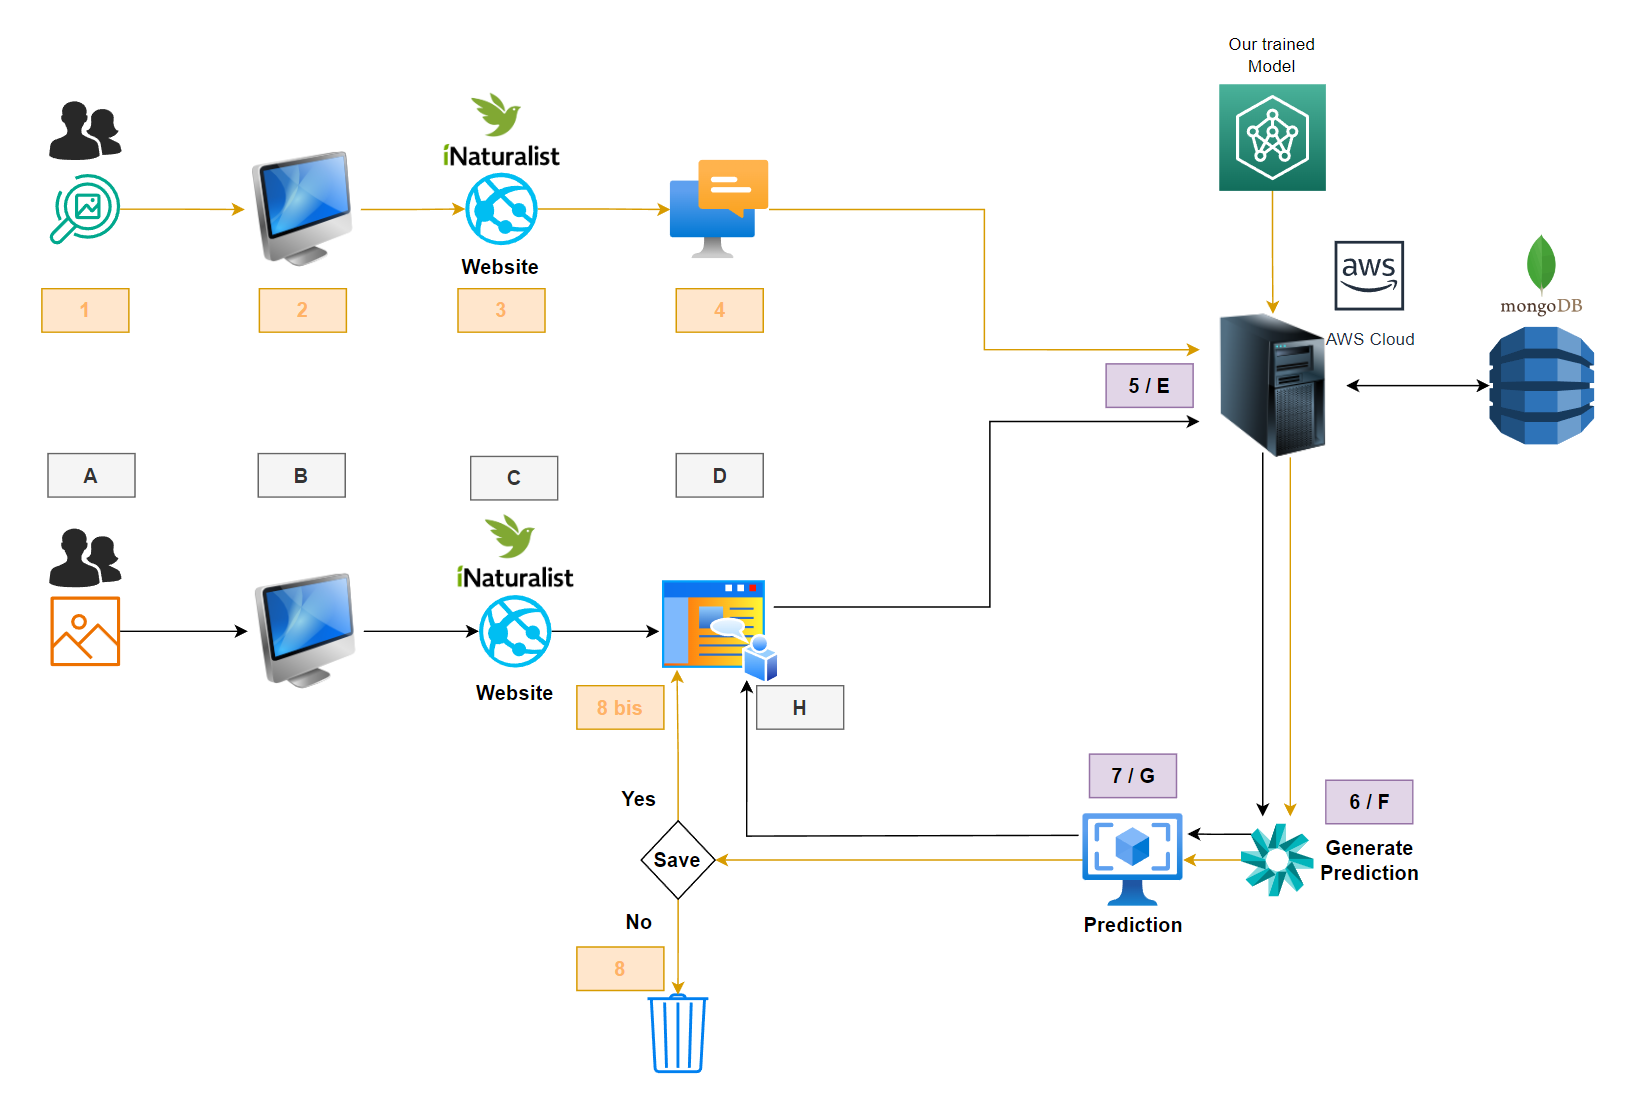 Our trained
Model
iNaturalist
Website
1
2
3
4
aws
AWS Cloud
mongoDB
5 / E
A
B
C
D
iNaturalist
Website
8 bis
H
7 / G
6 / F
Generate
Prediction
Prediction
Yes
Save
No
8